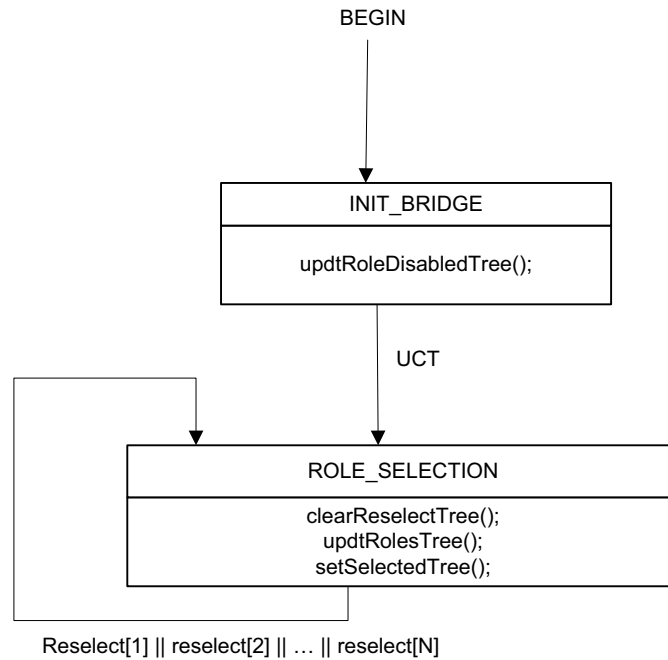 BEGIN
INIT_BRIDGE
updtRoleDisabledTree();
UCT
ROLE_SELECTION
clearReselectTree();
updtRolesTree();
setSelectedTree();
Reselect[1] || reselect[2] || … || reselect[N]